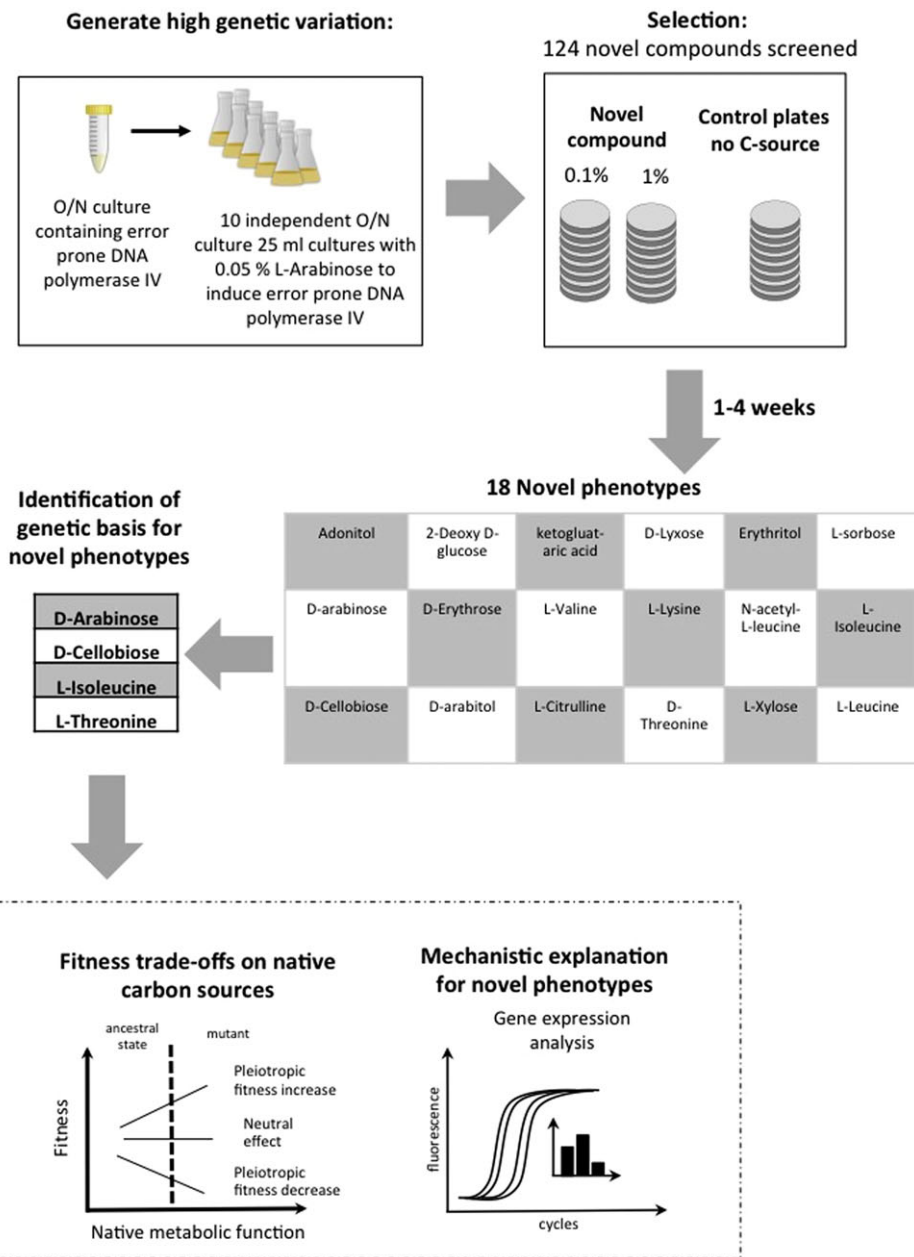 Generate high genetic variation:
O/N culture
containing error
prone DNA
polymerase IV
10 independent O/N
culture 25 ml cultures with
0.05 % L-Arabinose to
induce error prone DNA
polymerase IV
Selection:
124 novel compounds screened
Novel
compound
0.1% 1%
Control plates
no C-source
1-4 weeks
18 Novel phenotypes
Adonitol
2-Deoxy D-
glucose
ketogluat-
aric acid
D-Lyxose
Erythritol
L-sorbose
D-arabinose
D-Erythrose
L-Valine
L-Lysine
N-acetyl-
L-leucine
L-
Isoleucine
D-Cellobiose
D-arabitol
L-Citrulline
D-
Threonine
L-Xylose
L-Leucine
Identification of
genetic basis for
novel phenotypes
D-Arabinose
D-Cellobiose
L-Isoleucine
L-Threonine
Fitness trade-offs on native
carbon sources
ancestral
state
mutant
Pleiotropic
fitness increase
Neutral
effect
Pleiotropic
fitness decrease
Fitness
Native metabolic function
Mechanistic explanation
for novel phenotypes
Gene expression
analysis
fluorescence
cycles